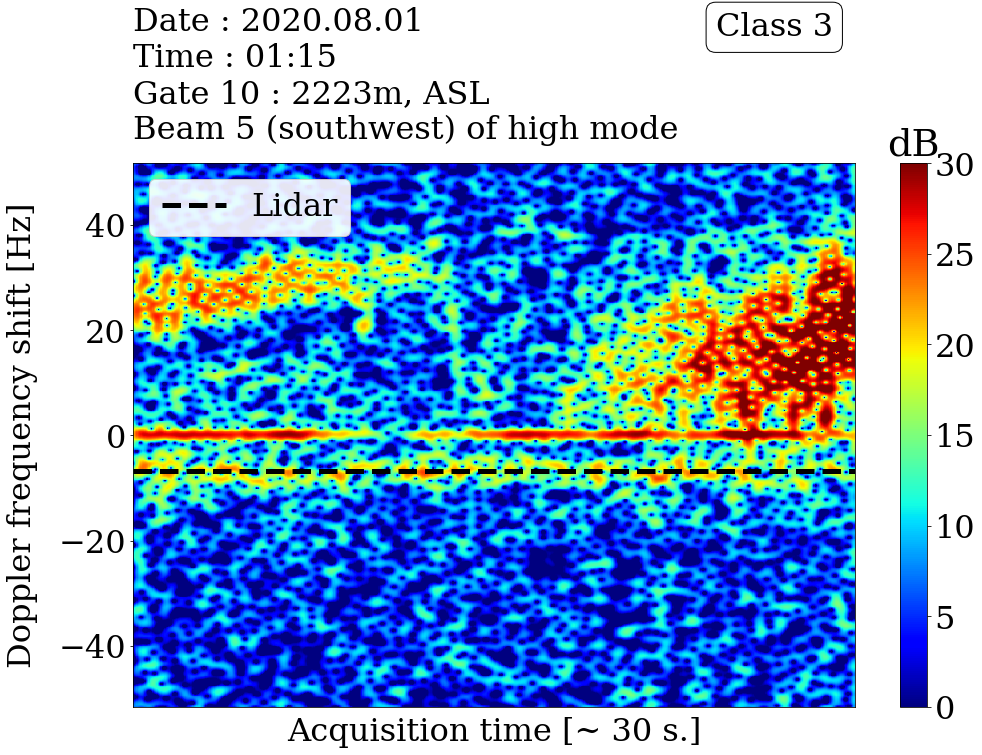 Date : 2020.08.01
Time : 01:15
Gate 10 : 2223m, ASL
Beam 5 (southwest) of high mode
Class 3
dB
Lidar
Doppler frequency shift [Hz]
40
20
0
−20
−40
30
25
20
15
10
5
0
Acquisition time [~ 30 s.]